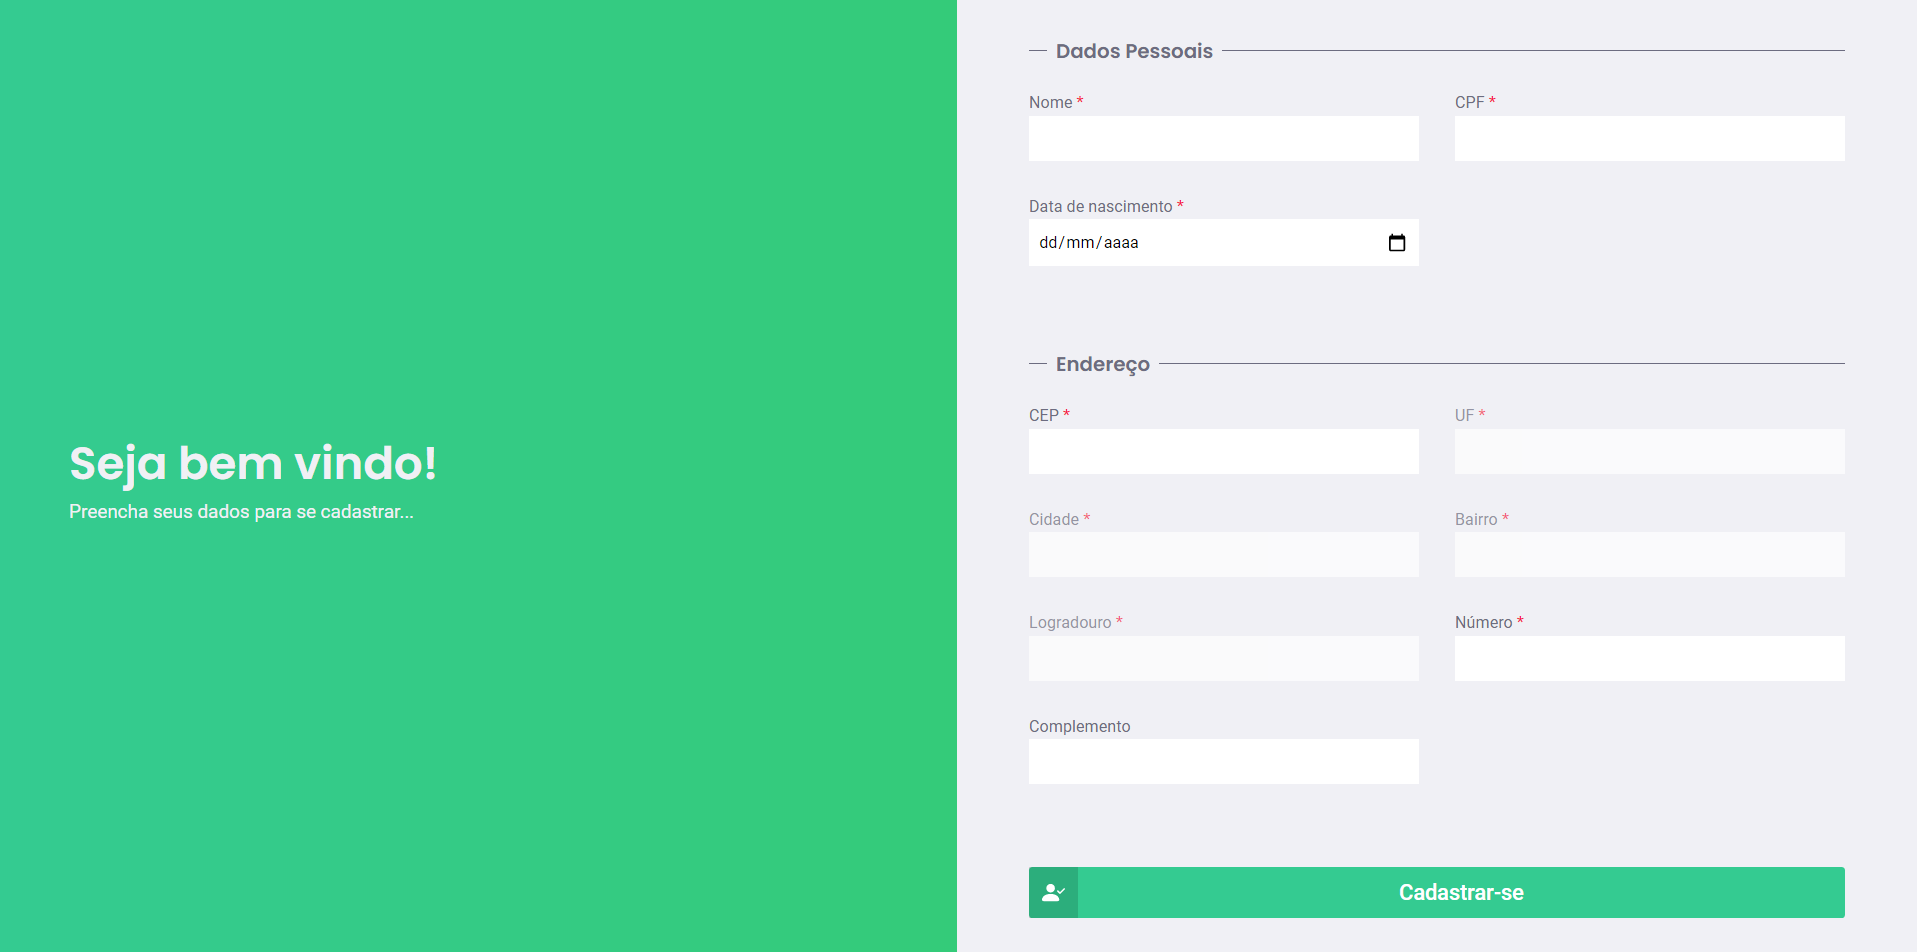 Seja bem vindo!
Preencha seus dados para se cadastrar...
Dados Pessoais
Nome *
CPF *
Data de nascimento *
dd/mm/aaaa
Endereço
CEP *
UF *
Cidade *
Bairro *
Logradouro *
Número *
Complemento
Cadastrar-se